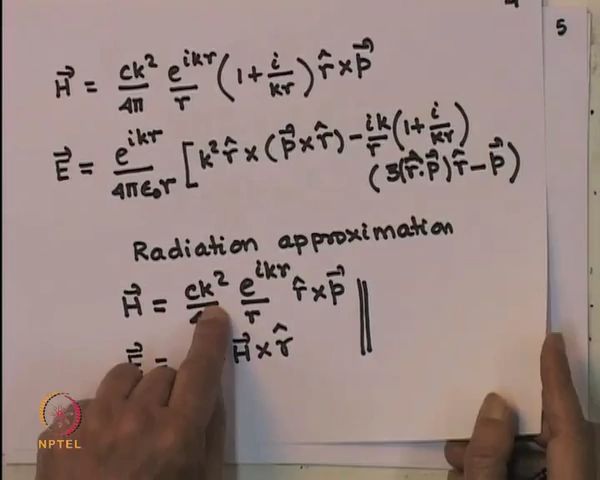 5
H⃗ = ck²/4π e^{ikr}/r (1 + i/kr) r̂ × p⃗
E⃗ = e^{ikr}/4πε₀r [k² r̂ × (p⃗ × r̂) − ik/r (1 + i/kr)
(3(r̂·p⃗) r̂ − p⃗)
Radiation approximation
H⃗ = ck² e^{ikr}/r r̂ × p⃗
E⃗ = H⃗ × r̂
NPTEL